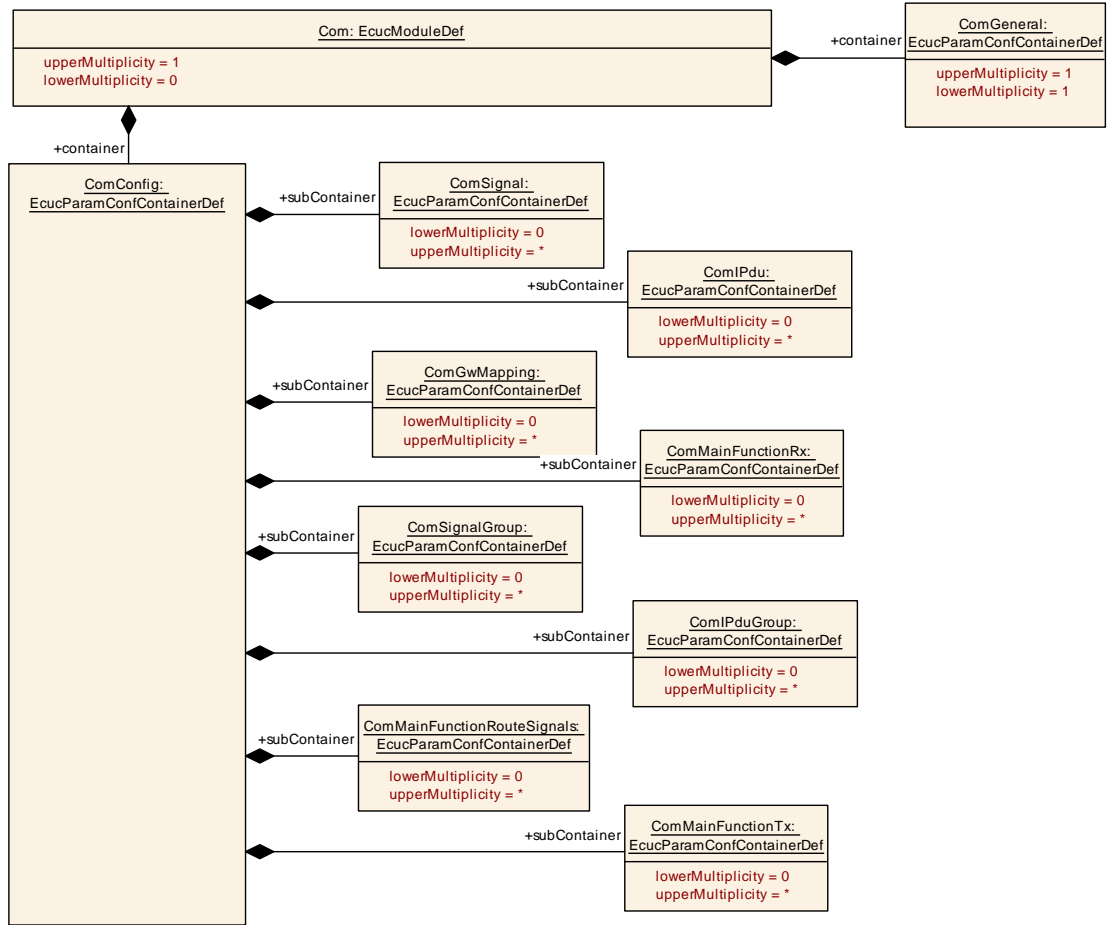 Com: EcucModuleDef
upperMultiplicity = 1
lowerMultiplicity = 0
+container
ComGeneral:
EcucParamConfContainerDef
upperMultiplicity = 1
lowerMultiplicity = 1
+container
ComConfig:
EcucParamConfContainerDef
+subContainer
ComSignal:
EcucParamConfContainerDef
lowerMultiplicity = 0
upperMultiplicity = *
+subContainer
ComIPdu:
EcucParamConfContainerDef
lowerMultiplicity = 0
upperMultiplicity = *
+subContainer
ComGwMapping:
EcucParamConfContainerDef
lowerMultiplicity = 0
upperMultiplicity = *
+subContainer
ComMainFunctionRx:
EcucParamConfContainerDef
lowerMultiplicity = 0
upperMultiplicity = *
+subContainer
ComSignalGroup:
EcucParamConfContainerDef
lowerMultiplicity = 0
upperMultiplicity = *
+subContainer
ComIPduGroup:
EcucParamConfContainerDef
lowerMultiplicity = 0
upperMultiplicity = *
+subContainer
ComMainFunctionRouteSignals:
EcucParamConfContainerDef
lowerMultiplicity = 0
upperMultiplicity = *
+subContainer
ComMainFunctionTx:
EcucParamConfContainerDef
lowerMultiplicity = 0
upperMultiplicity = *